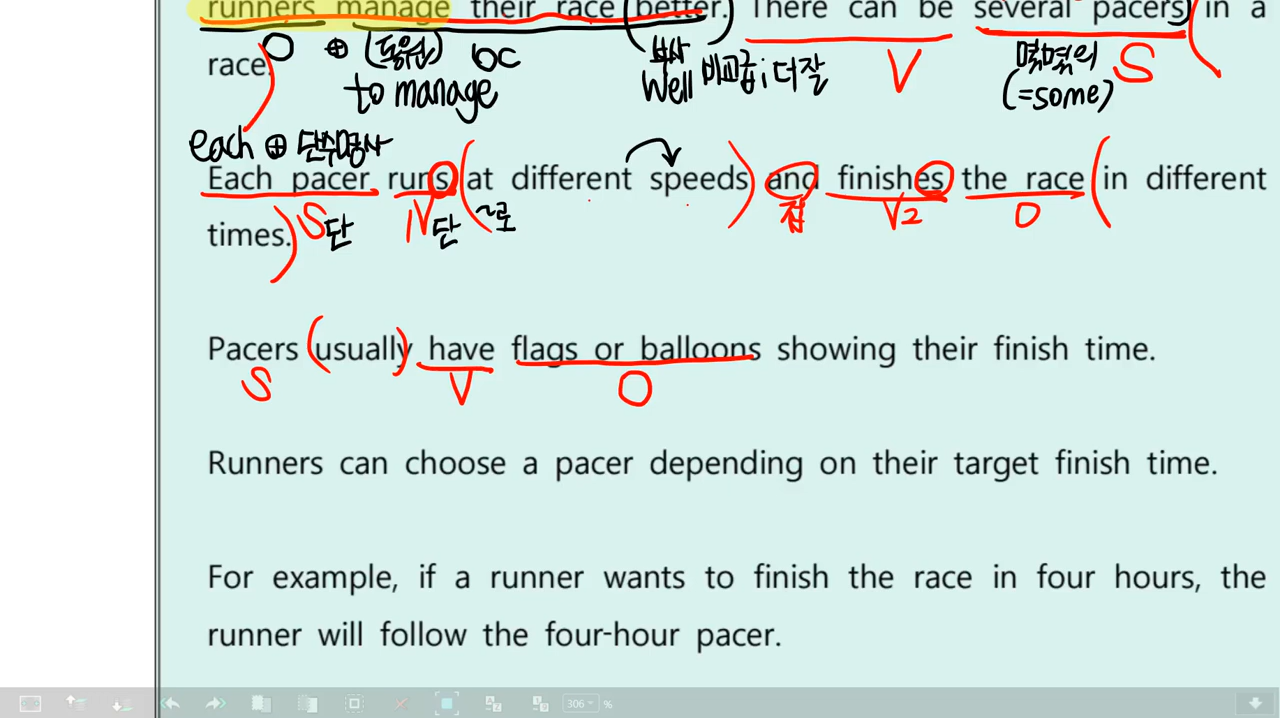 runners manage their race better. There can be several pacers in a
O ⊕ (동원) OC 부사 V 몇몇의 S
to manage Well 비교급; 더 잘 (=some)
race.
each ⊕ 단수명사
Each pacer runs at different speeds and finishes the race in different
S 단 V 단 ~로 접 V2 O
times.
Pacers usually have flags or balloons showing their finish time.
S V O
Runners can choose a pacer depending on their target finish time.
For example, if a runner wants to finish the race in four hours, the
runner will follow the four-hour pacer.
306 %